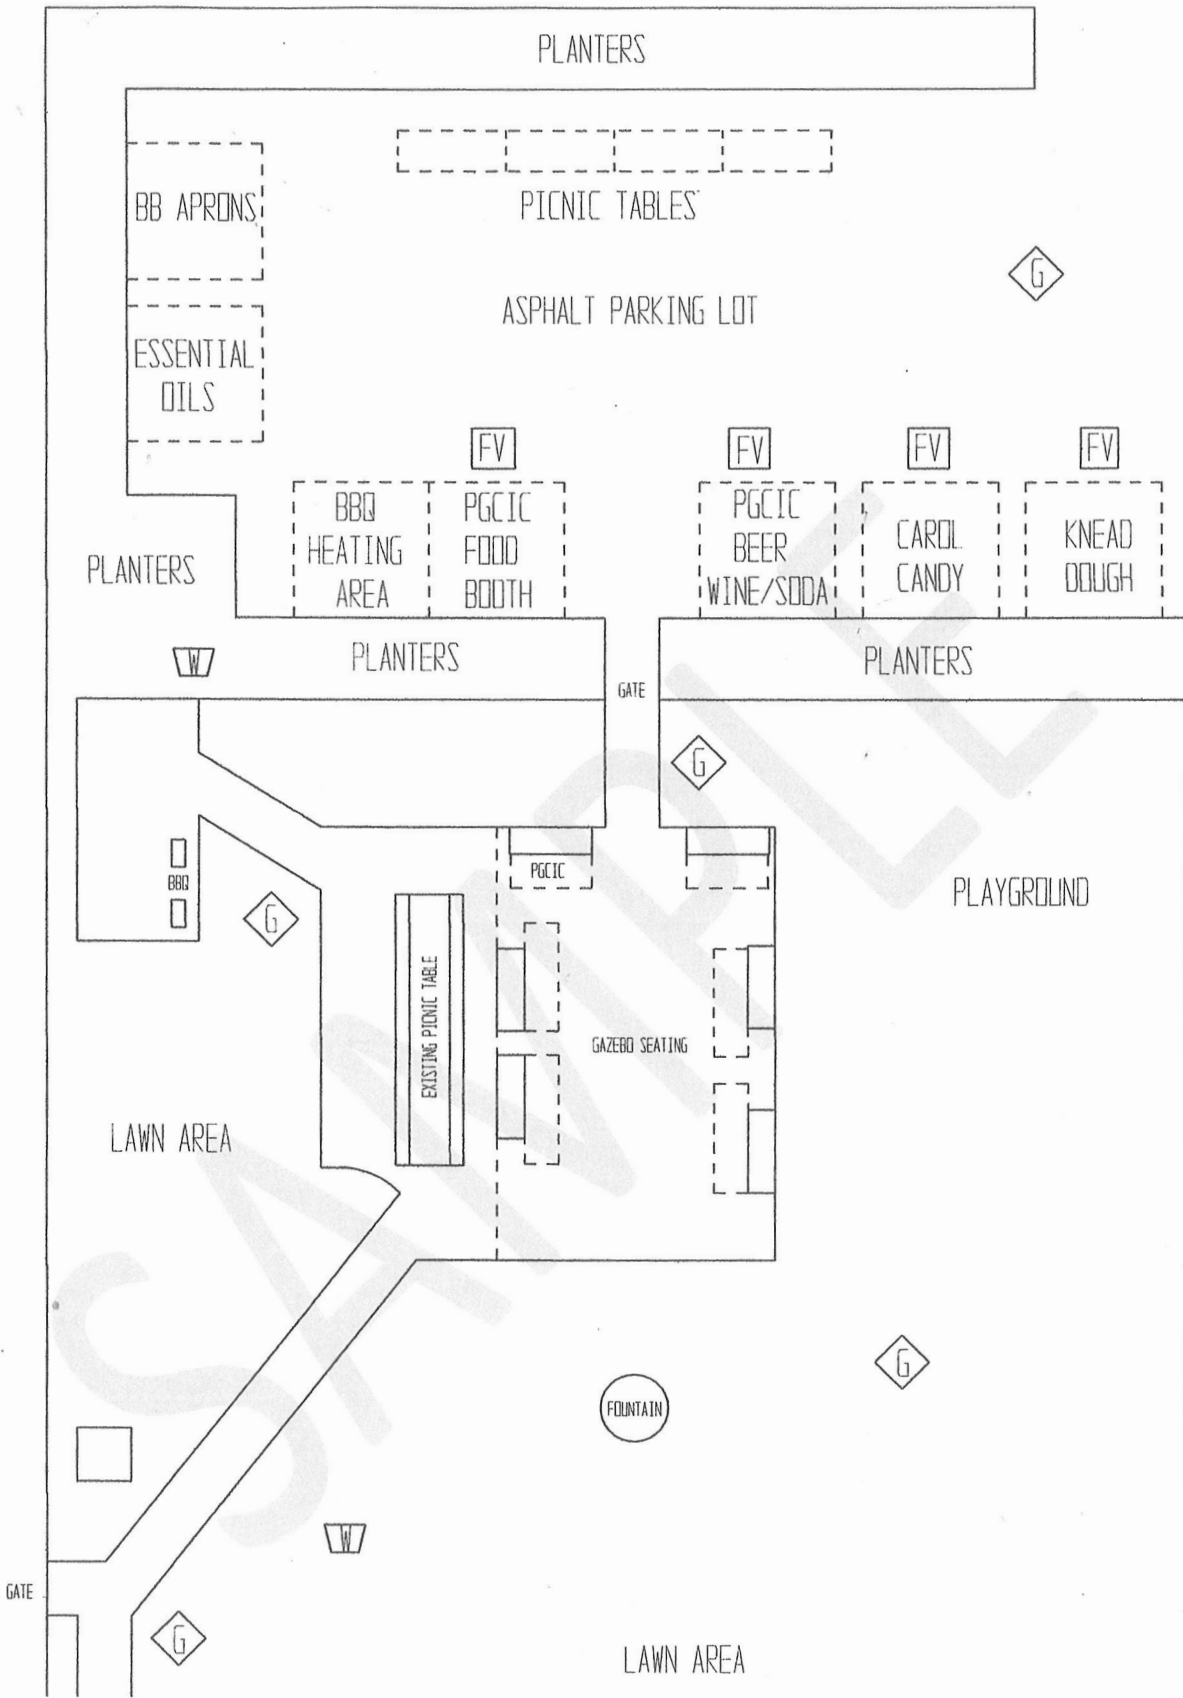 PLANTERS
BB APRONS
PICNIC TABLES
G
ASPHALT PARKING LOT
ESSENTIAL
OILS
FV
FV
FV
FV
BBQ
HEATING
AREA
PGCIC
FOOD
BOOTH
PGCIC
BEER
WINE/SODA
CAROL
CANDY
KNEAD
DOUGH
PLANTERS
W
PLANTERS
GATE
PLANTERS
G
PGCIC
BBQ
G
PLAYGROUND
EXISTING PICNIC TABLE
GAZEBO SEATING
LAWN AREA
G
FOUNTAIN
W
GATE
G
LAWN AREA
SAMPLE